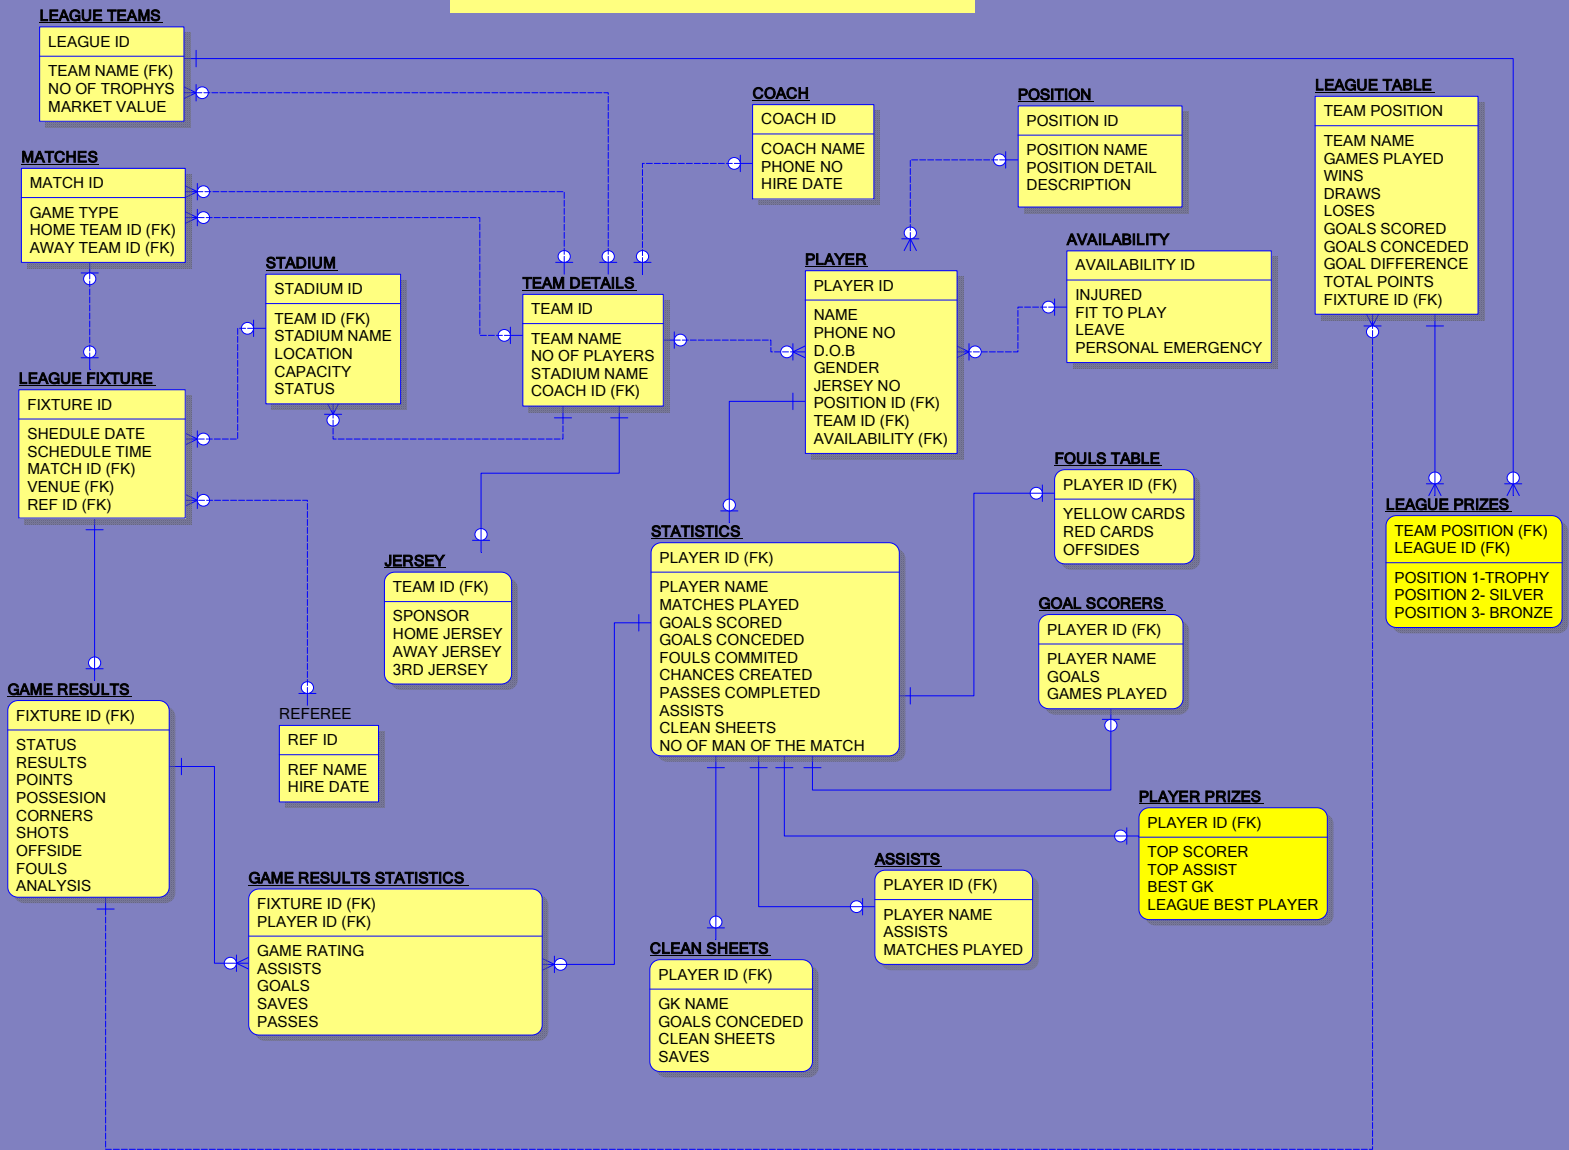 LEAGUE TEAMS
LEAGUE ID
TEAM NAME (FK)
NO OF TROPHYS
MARKET VALUE
MATCHES
MATCH ID
GAME TYPE
HOME TEAM ID (FK)
AWAY TEAM ID (FK)
STADIUM
STADIUM ID
TEAM ID (FK)
STADIUM NAME
LOCATION
CAPACITY
STATUS
LEAGUE FIXTURE
FIXTURE ID
SHEDULE DATE
SCHEDULE TIME
MATCH ID (FK)
VENUE (FK)
REF ID (FK)
COACH
COACH ID
COACH NAME
PHONE NO
HIRE DATE
TEAM DETAILS
TEAM ID
TEAM NAME
NO OF PLAYERS
STADIUM NAME
COACH ID (FK)
POSITION
POSITION ID
POSITION NAME
POSITION DETAIL
DESCRIPTION
PLAYER
PLAYER ID
NAME
PHONE NO
D.O.B
GENDER
JERSEY NO
POSITION ID (FK)
TEAM ID (FK)
AVAILABILITY (FK)
AVAILABILITY
AVAILABILITY ID
INJURED
FIT TO PLAY
LEAVE
PERSONAL EMERGENCY
LEAGUE TABLE
TEAM POSITION
TEAM NAME
GAMES PLAYED
WINS
DRAWS
LOSES
GOALS SCORED
GOALS CONCEDED
GOAL DIFFERENCE
TOTAL POINTS
FIXTURE ID (FK)
LEAGUE PRIZES
TEAM POSITION (FK)
LEAGUE ID (FK)
POSITION 1-TROPHY
POSITION 2- SILVER
POSITION 3- BRONZE
FOULS TABLE
PLAYER ID (FK)
YELLOW CARDS
RED CARDS
OFFSIDES
JERSEY
TEAM ID (FK)
SPONSOR
HOME JERSEY
AWAY JERSEY
3RD JERSEY
STATISTICS
PLAYER ID (FK)
PLAYER NAME
MATCHES PLAYED
GOALS SCORED
GOALS CONCEDED
FOULS COMMITED
CHANCES CREATED
PASSES COMPLETED
ASSISTS
CLEAN SHEETS
NO OF MAN OF THE MATCH
GOAL SCORERS
PLAYER ID (FK)
PLAYER NAME
GOALS
GAMES PLAYED
GAME RESULTS
FIXTURE ID (FK)
STATUS
RESULTS
POINTS
POSSESION
CORNERS
SHOTS
OFFSIDE
FOULS
ANALYSIS
REFEREE
REF ID
REF NAME
HIRE DATE
PLAYER PRIZES
PLAYER ID (FK)
TOP SCORER
TOP ASSIST
BEST GK
LEAGUE BEST PLAYER
ASSISTS
PLAYER ID (FK)
PLAYER NAME
ASSISTS
MATCHES PLAYED
GAME RESULTS STATISTICS
FIXTURE ID (FK)
PLAYER ID (FK)
GAME RATING
ASSISTS
GOALS
SAVES
PASSES
CLEAN SHEETS
PLAYER ID (FK)
GK NAME
GOALS CONCEDED
CLEAN SHEETS
SAVES